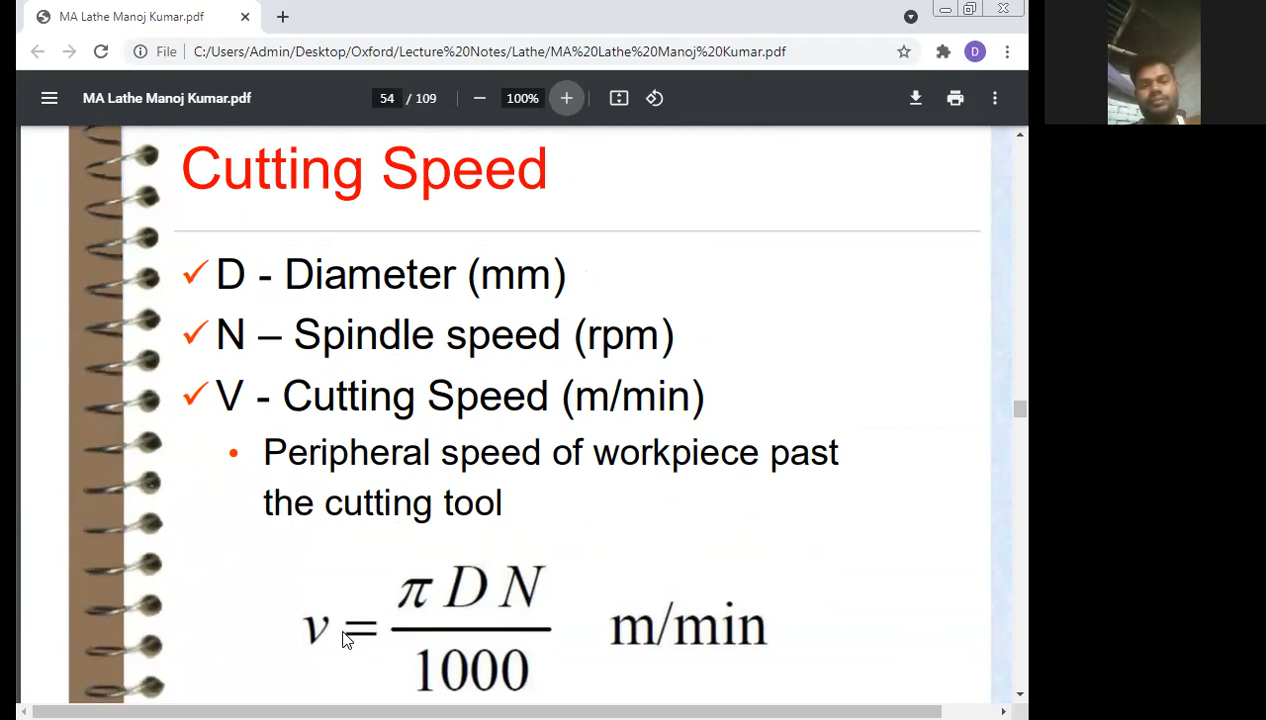 MA Lathe Manoj Kumar.pdf
File C:/Users/Admin/Desktop/Oxford/Lecture%20Notes/Lathe/MA%20Lathe%20Manoj%20Kumar.pdf
D
MA Lathe Manoj Kumar.pdf 54 / 109 100%
Cutting Speed
✓ D - Diameter (mm)
✓ N – Spindle speed (rpm)
✓ V - Cutting Speed (m/min)
• Peripheral speed of workpiece past
the cutting tool
π D N
v = m/min
1000